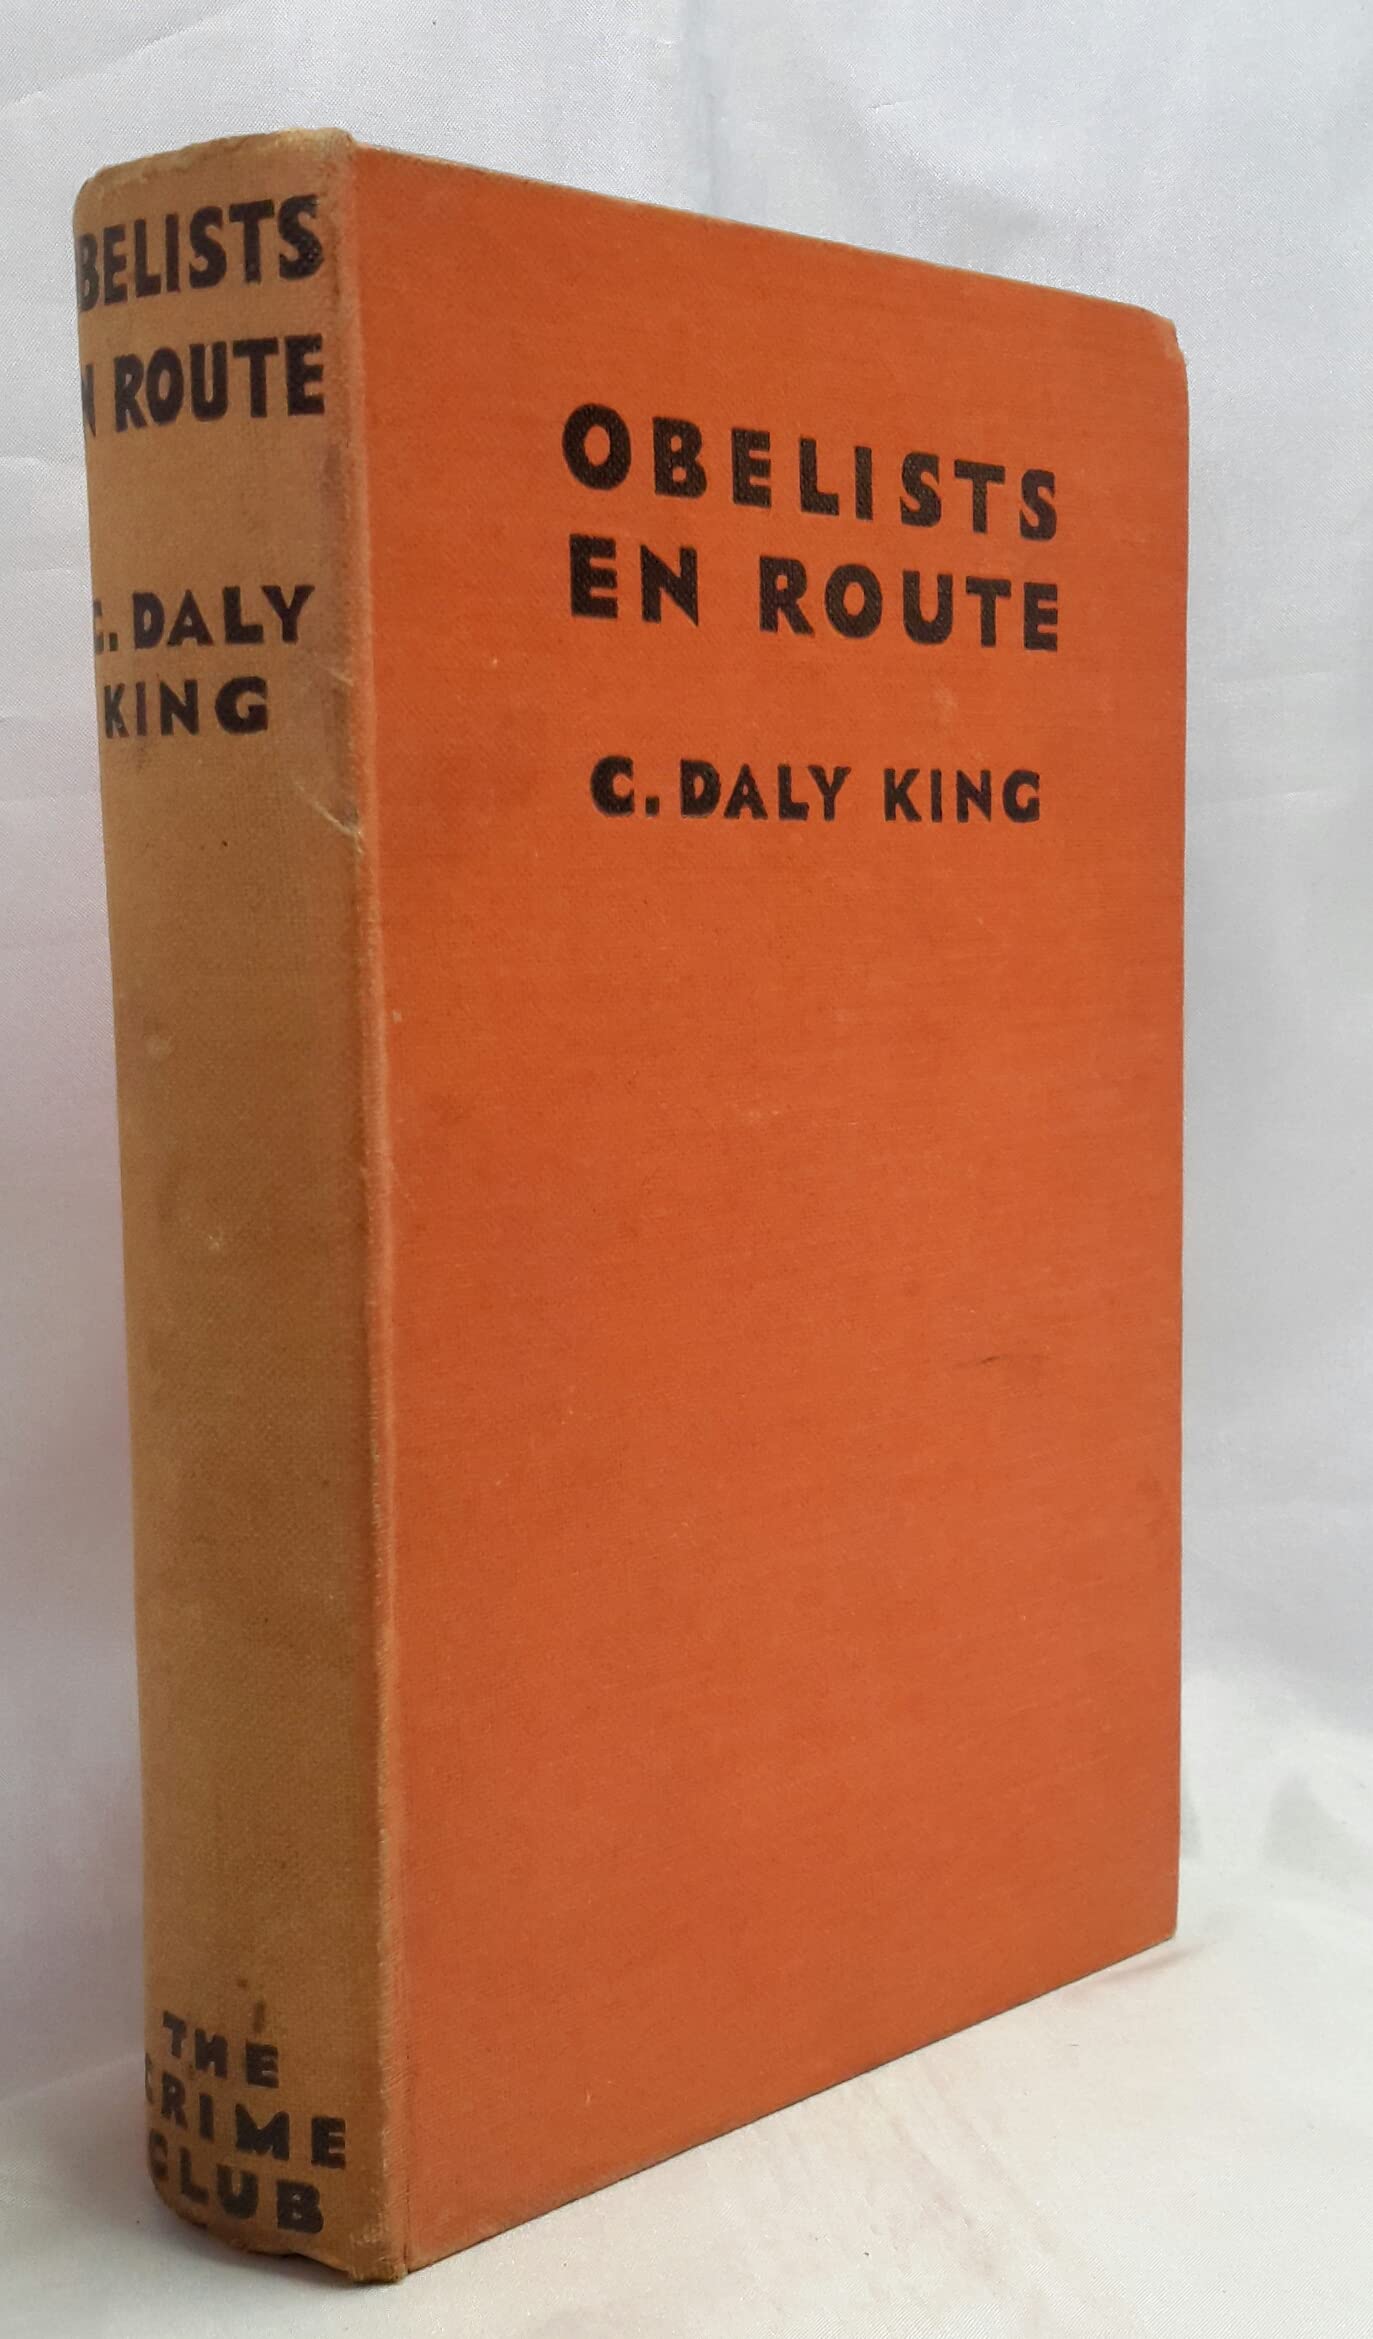 OBELISTS
EN ROUTE
C. DALY
KING
THE
CRIME
CLUB
OBELISTS
EN ROUTE
C. DALY KING